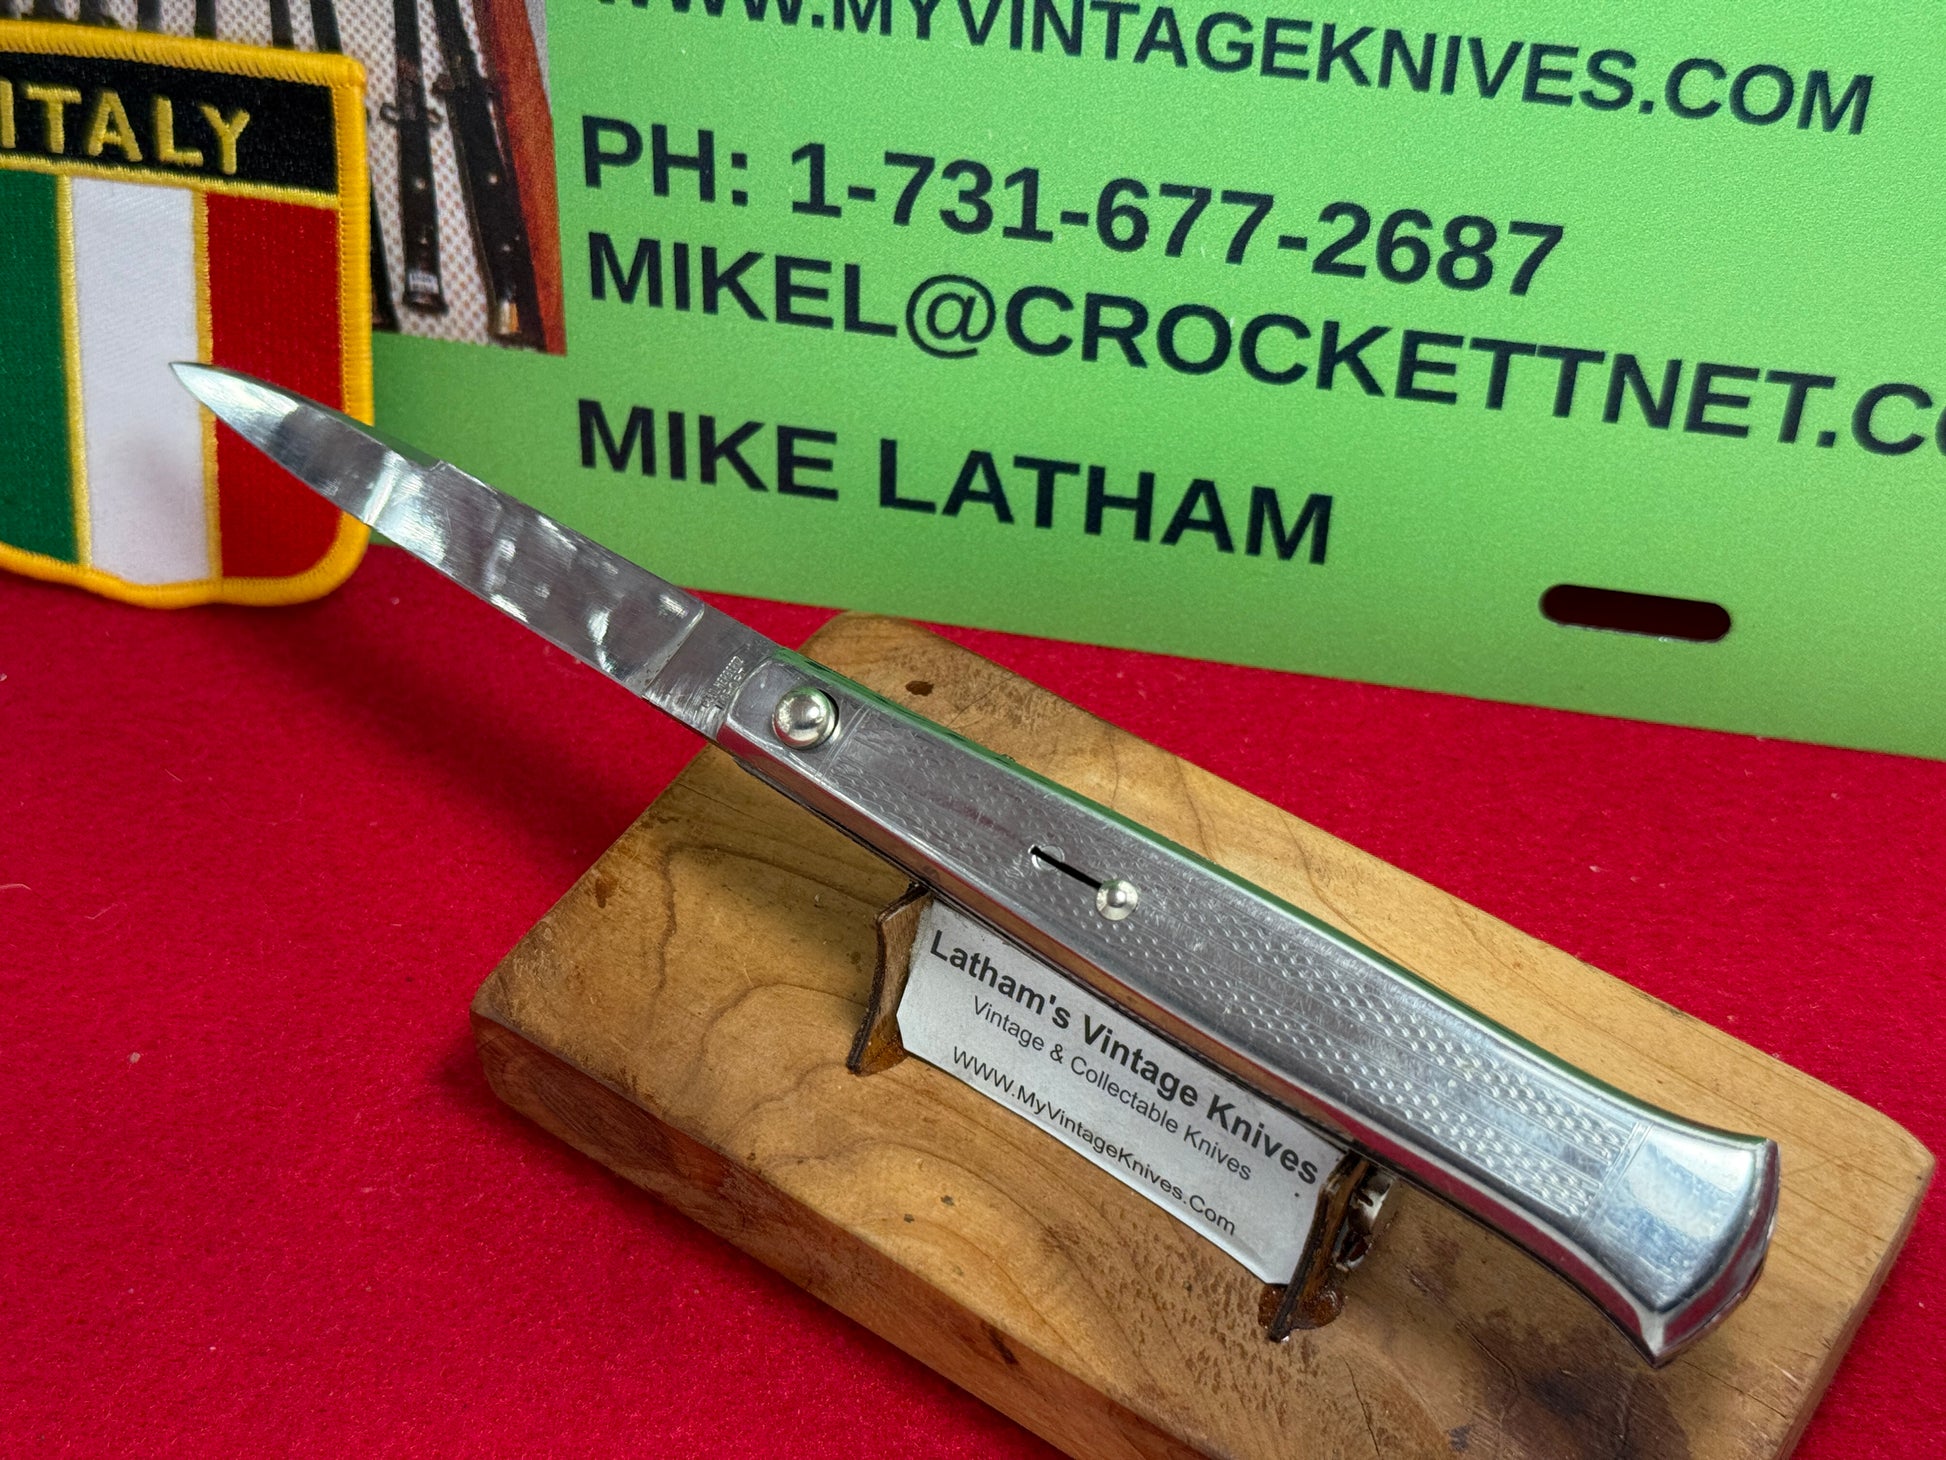 ITALY
WWW.MYVINTAGEKNIVES.COM
PH: 1-731-677-2687
MIKEL@CROCKETTNET.CO
MIKE LATHAM
Latham's Vintage Knives
Vintage & Collectable Knives
WWW.MyVintageKnives.Com